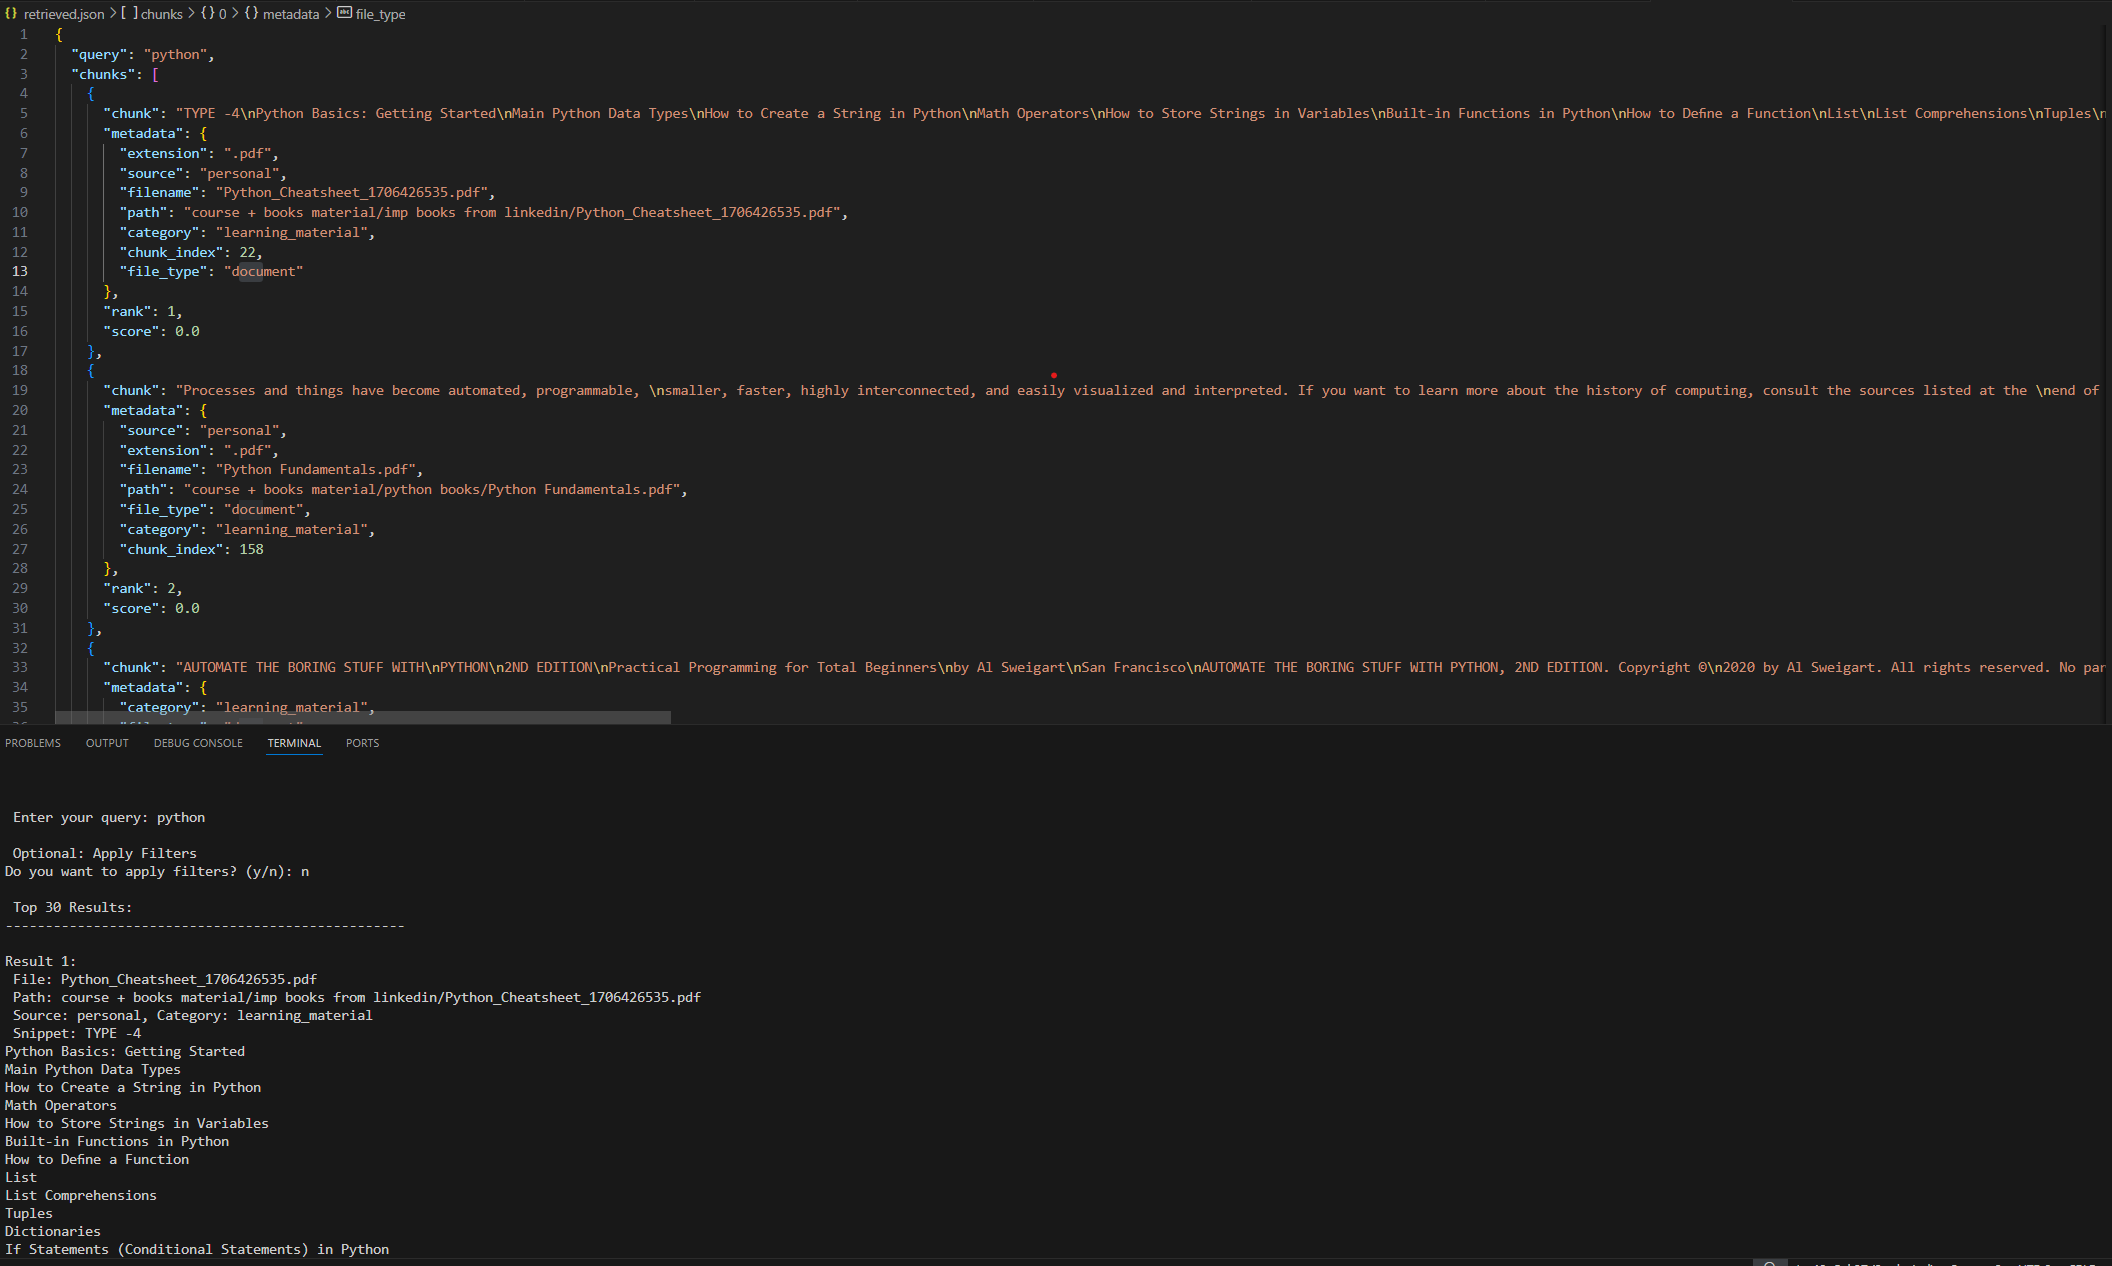 retrieved.json > [ ] chunks > {} 0 > {} metadata > abc file_type
1 {
2 "query": "python",
3 "chunks": [
4 {
5 "chunk": "TYPE -4\nPython Basics: Getting Started\nMain Python Data Types\nHow to Create a String in Python\nMath Operators\nHow to Store Strings in Variables\nBuilt-in Functions in Python\nHow to Define a Function\nList\nList Comprehensions\nTuples\n
6 "metadata": {
7 "extension": ".pdf",
8 "source": "personal",
9 "filename": "Python_Cheatsheet_1706426535.pdf",
10 "path": "course + books material/imp books from linkedin/Python_Cheatsheet_1706426535.pdf",
11 "category": "learning_material",
12 "chunk_index": 22,
13 "file_type": "document"
14 },
15 "rank": 1,
16 "score": 0.0
17 },
18 {
19 "chunk": "Processes and things have become automated, programmable, \nsmaller, faster, highly interconnected, and easily visualized and interpreted. If you want to learn more about the history of computing, consult the sources listed at the \nend of
20 "metadata": {
21 "source": "personal",
22 "extension": ".pdf",
23 "filename": "Python Fundamentals.pdf",
24 "path": "course + books material/python books/Python Fundamentals.pdf",
25 "file_type": "document",
26 "category": "learning_material",
27 "chunk_index": 158
28 },
29 "rank": 2,
30 "score": 0.0
31 },
32 {
33 "chunk": "AUTOMATE THE BORING STUFF WITH\nPYTHON\n2ND EDITION\nPractical Programming for Total Beginners\nby Al Sweigart\nSan Francisco\nAUTOMATE THE BORING STUFF WITH PYTHON, 2ND EDITION. Copyright ©\n2020 by Al Sweigart. All rights reserved. No par
34 "metadata": {
35 "category": "learning_material",
PROBLEMS OUTPUT DEBUG CONSOLE TERMINAL PORTS
Enter your query: python
Optional: Apply Filters
Do you want to apply filters? (y/n): n
Top 30 Results:
--------------------------------------------------
Result 1:
File: Python_Cheatsheet_1706426535.pdf
Path: course + books material/imp books from linkedin/Python_Cheatsheet_1706426535.pdf
Source: personal, Category: learning_material
Snippet: TYPE -4
Python Basics: Getting Started
Main Python Data Types
How to Create a String in Python
Math Operators
How to Store Strings in Variables
Built-in Functions in Python
How to Define a Function
List
List Comprehensions
Tuples
Dictionaries
If Statements (Conditional Statements) in Python